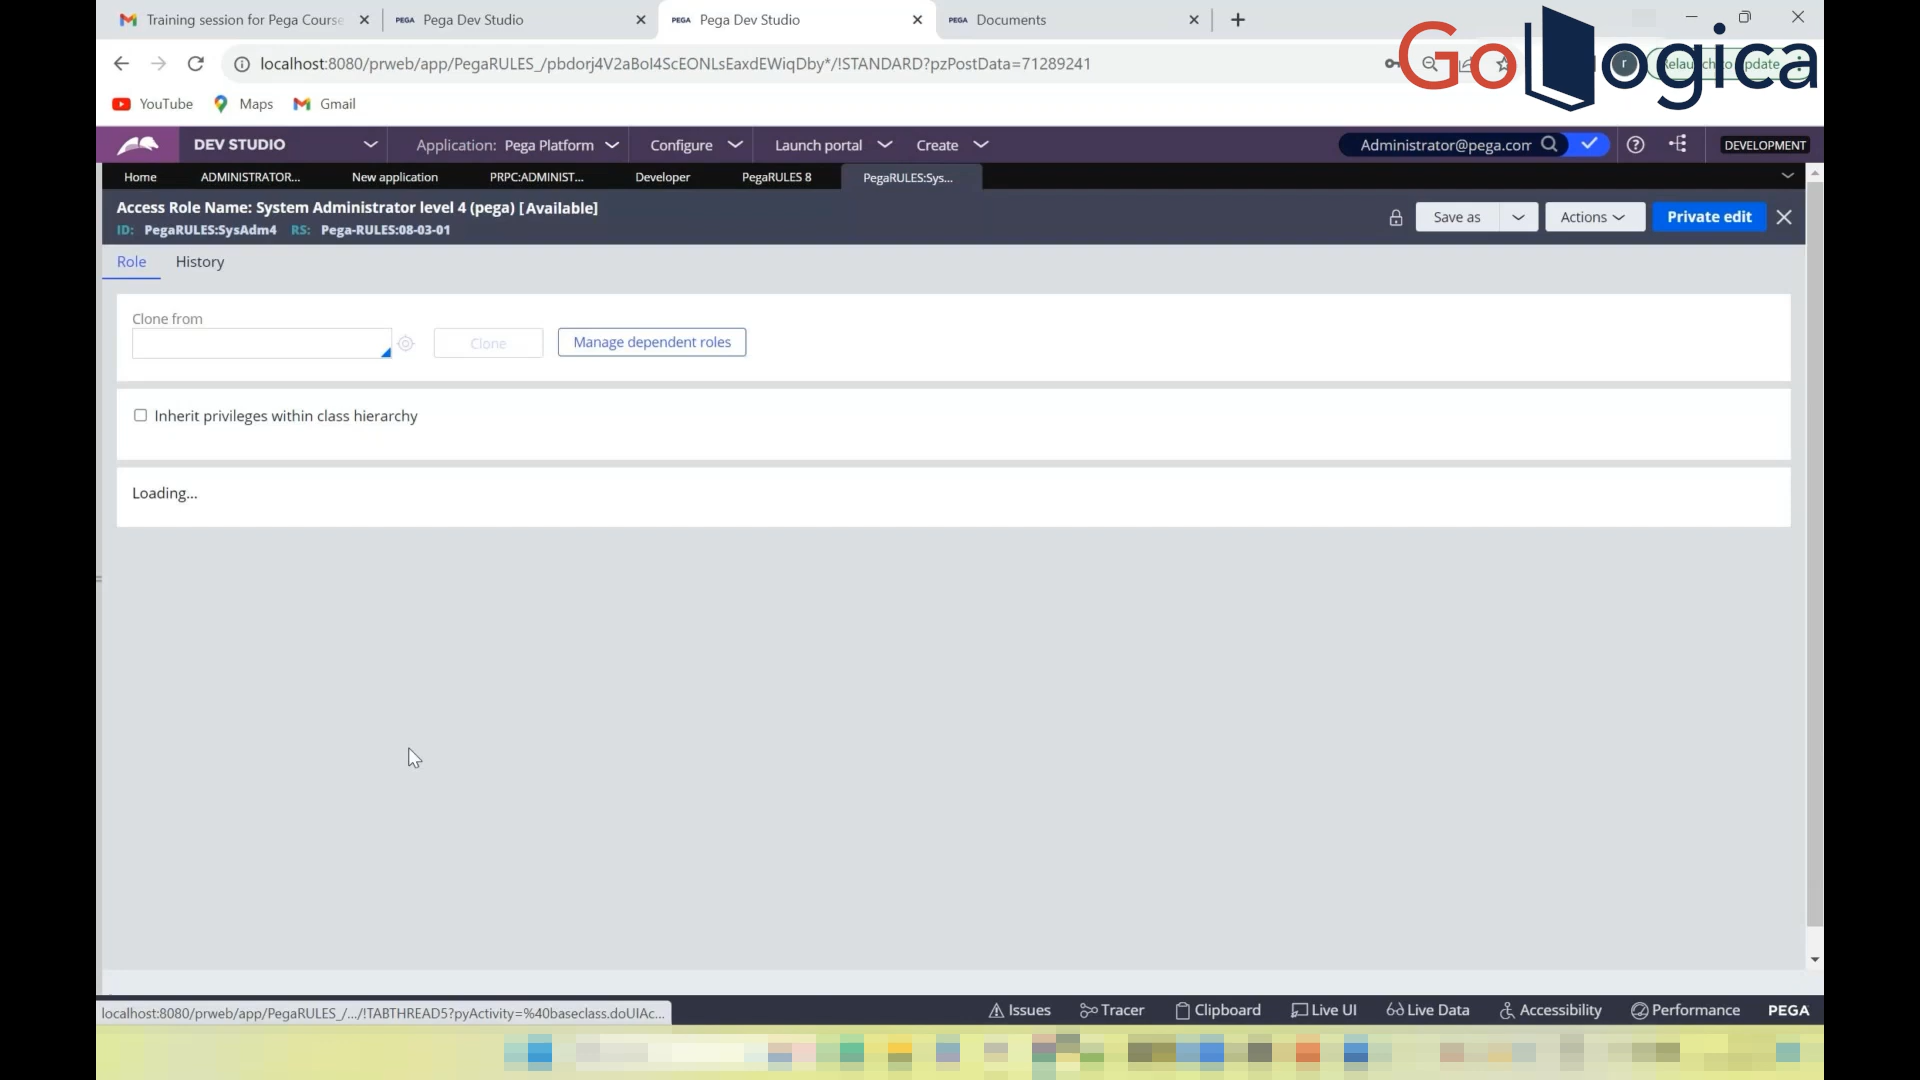 Training session for Pega Course
Pega Dev Studio
Pega Dev Studio
Documents
localhost:8080/prweb/app/PegaRULES_/pbdorj4V2aBol4ScEONLsEaxdEWiqDby*/!STANDARD?pzPostData=71289241
GoLogica
YouTube Maps Gmail
DEV STUDIO Application: Pega Platform Configure Launch portal Create Administrator@pega.com DEVELOPMENT
Home ADMINISTRATOR... New application PRPC:ADMINIST... Developer PegaRULES 8 PegaRULES:Sys...
Access Role Name: System Administrator level 4 (pega) [Available]
ID: PegaRULES:SysAdm4 RS: Pega-RULES:08-03-01
Save as Actions Private edit
Role History
Clone from
Clone Manage dependent roles
Inherit privileges within class hierarchy
Loading...
localhost:8080/prweb/app/PegaRULES_/.../!TABTHREAD5?pyActivity=%40baseclass.doUIAc...
Issues Tracer Clipboard Live UI Live Data Accessibility Performance PEGA